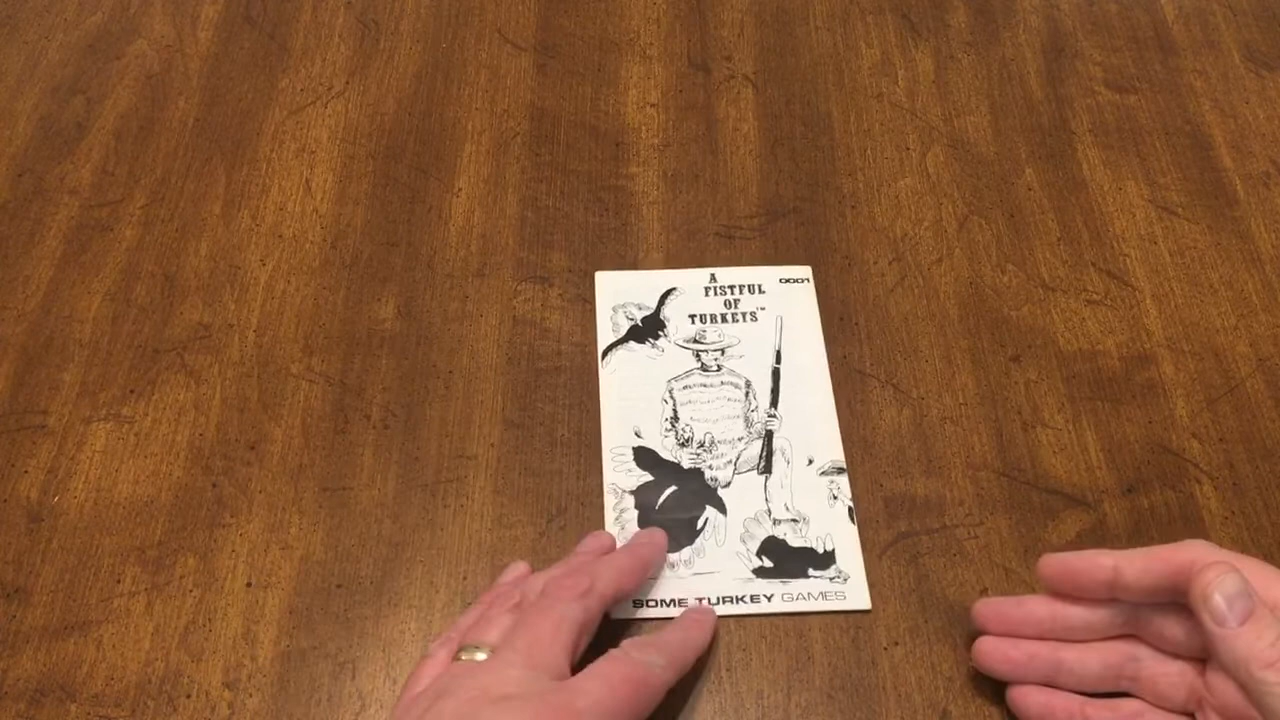 A
FISTFUL
OF
TURKEYS™
0001
SOME TURKEY GAMES